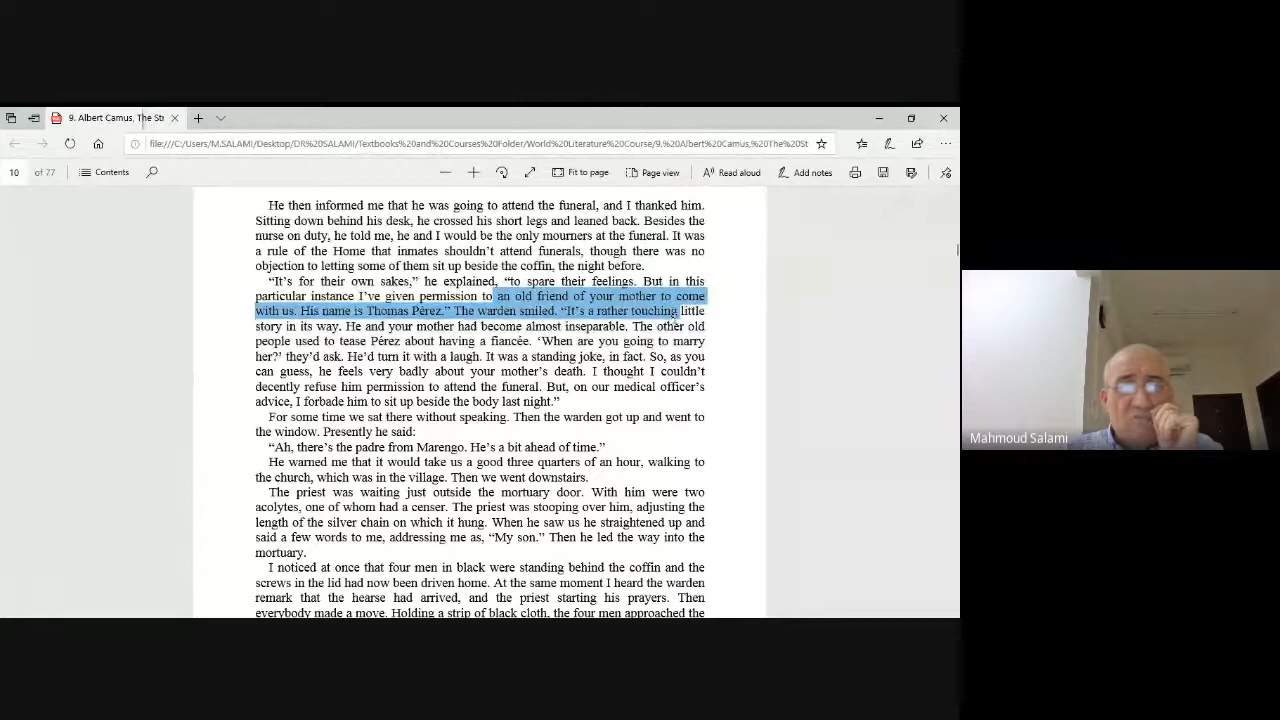 9. Albert Camus, The Str
file:///C:/Users/M.SALAMI/Desktop/DR%20SALAMI/Textbooks%20and%20Courses%20Folder/World%20Literature%20Course/9.%20Albert%20Camus,%20The%20St
10 of 77 Contents Fit to page Page view Read aloud Add notes
He then informed me that he was going to attend the funeral, and I thanked him.
Sitting down behind his desk, he crossed his short legs and leaned back. Besides the
nurse on duty, he told me, he and I would be the only mourners at the funeral. It was
a rule of the Home that inmates shouldn't attend funerals, though there was no
objection to letting some of them sit up beside the coffin, the night before.
“It's for their own sakes,” he explained, “to spare their feelings. But in this
particular instance I've given permission to an old friend of your mother to come
with us. His name is Thomas Pérez.” The warden smiled. “It's a rather touching little
story in its way. He and your mother had become almost inseparable. The other old
people used to tease Pérez about having a fiancée. ‘When are you going to marry
her?’ they'd ask. He'd turn it with a laugh. It was a standing joke, in fact. So, as you
can guess, he feels very badly about your mother's death. I thought I couldn't
decently refuse him permission to attend the funeral. But, on our medical officer's
advice, I forbade him to sit up beside the body last night.”
For some time we sat there without speaking. Then the warden got up and went to
the window. Presently he said:
“Ah, there's the padre from Marengo. He's a bit ahead of time.”
He warned me that it would take us a good three quarters of an hour, walking to
the church, which was in the village. Then we went downstairs.
The priest was waiting just outside the mortuary door. With him were two
acolytes, one of whom had a censer. The priest was stooping over him, adjusting the
length of the silver chain on which it hung. When he saw us he straightened up and
said a few words to me, addressing me as, “My son.” Then he led the way into the
mortuary.
I noticed at once that four men in black were standing behind the coffin and the
screws in the lid had now been driven home. At the same moment I heard the warden
remark that the hearse had arrived, and the priest starting his prayers. Then
everybody made a move. Holding a strip of black cloth, the four men approached the
Mahmoud Salami